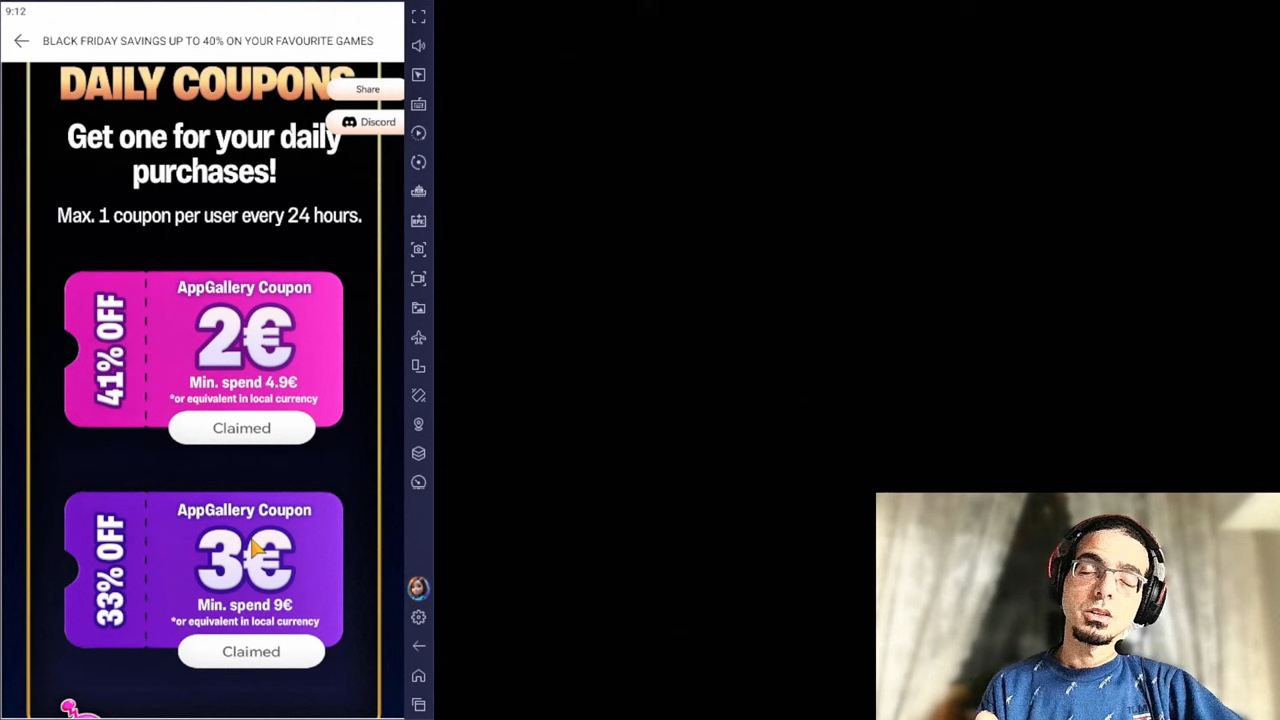 9:12
BLACK FRIDAY SAVINGS UP TO 40% ON YOUR FAVOURITE GAMES
DAILY COUPONS
Share
Discord
Get one for your daily
purchases!
Max. 1 coupon per user every 24 hours.
41% OFF
AppGallery Coupon
2€
Min. spend 4.9€
*or equivalent in local currency
Claimed
33% OFF
AppGallery Coupon
3€
Min. spend 9€
*or equivalent in local currency
Claimed